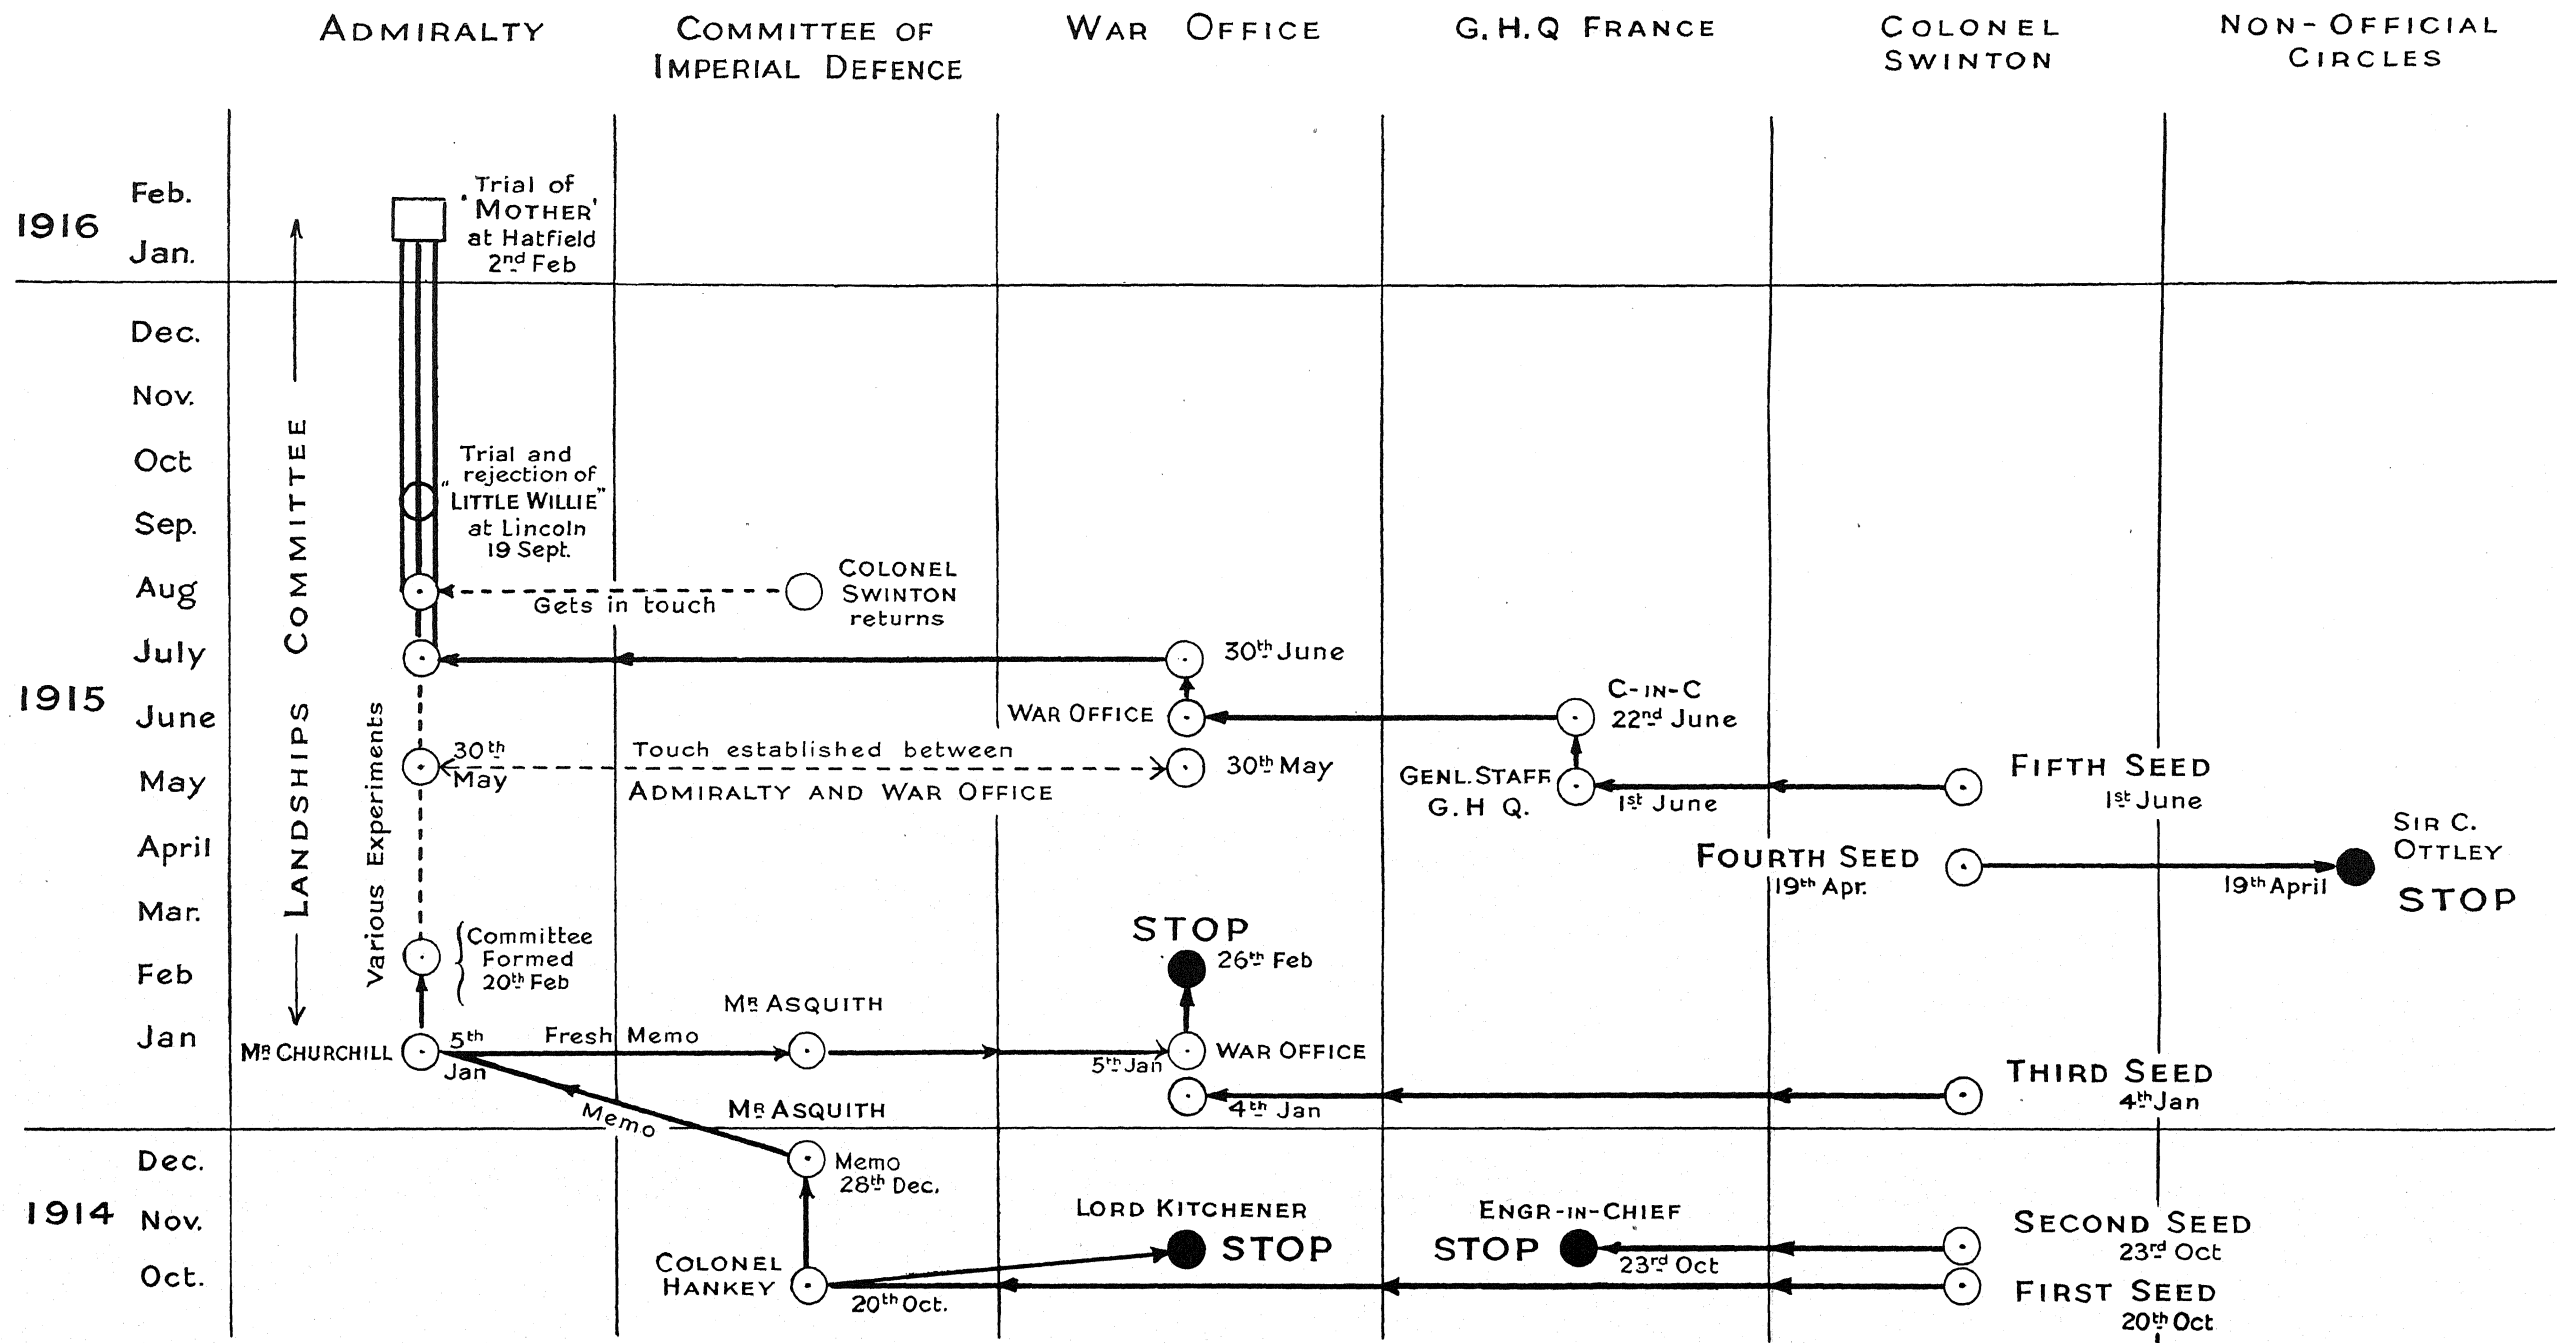 ADMIRALTY
COMMITTEE OF
IMPERIAL DEFENCE
WAR OFFICE
G.H.Q FRANCE
COLONEL
SWINTON
NON-OFFICIAL
CIRCLES
1916
Feb.
Jan.
Trial of
'MOTHER'
at Hatfield
2nd Feb
1915
Dec.
Nov.
Oct
Sep.
Aug
July
June
May
April
Mar.
Feb
Jan
LANDSHIPS COMMITTEE
Various Experiments
Trial and
rejection of
"LITTLE WILLIE"
at Lincoln
19 Sept.
Gets in touch
COLONEL
SWINTON
returns
30th June
C-IN-C
22nd June
WAR OFFICE
30th
May
Touch established between
ADMIRALTY AND WAR OFFICE
30th May
GENL. STAFF
G. H Q.
1st June
FIFTH SEED
1st June
FOURTH SEED
19th Apr.
19th April
SIR C.
OTTLEY
STOP
Committee
Formed
20th Feb
STOP
26th Feb
MR CHURCHILL
5th
Jan
Fresh Memo
MR ASQUITH
5th Jan
WAR OFFICE
4th Jan
THIRD SEED
4th Jan
Memo
MR ASQUITH
1914
Dec.
Nov.
Oct.
Memo
28th Dec.
LORD KITCHENER
STOP
ENGR-IN-CHIEF
STOP
23rd Oct
SECOND SEED
23rd Oct
COLONEL
HANKEY
20th Oct.
FIRST SEED
20th Oct